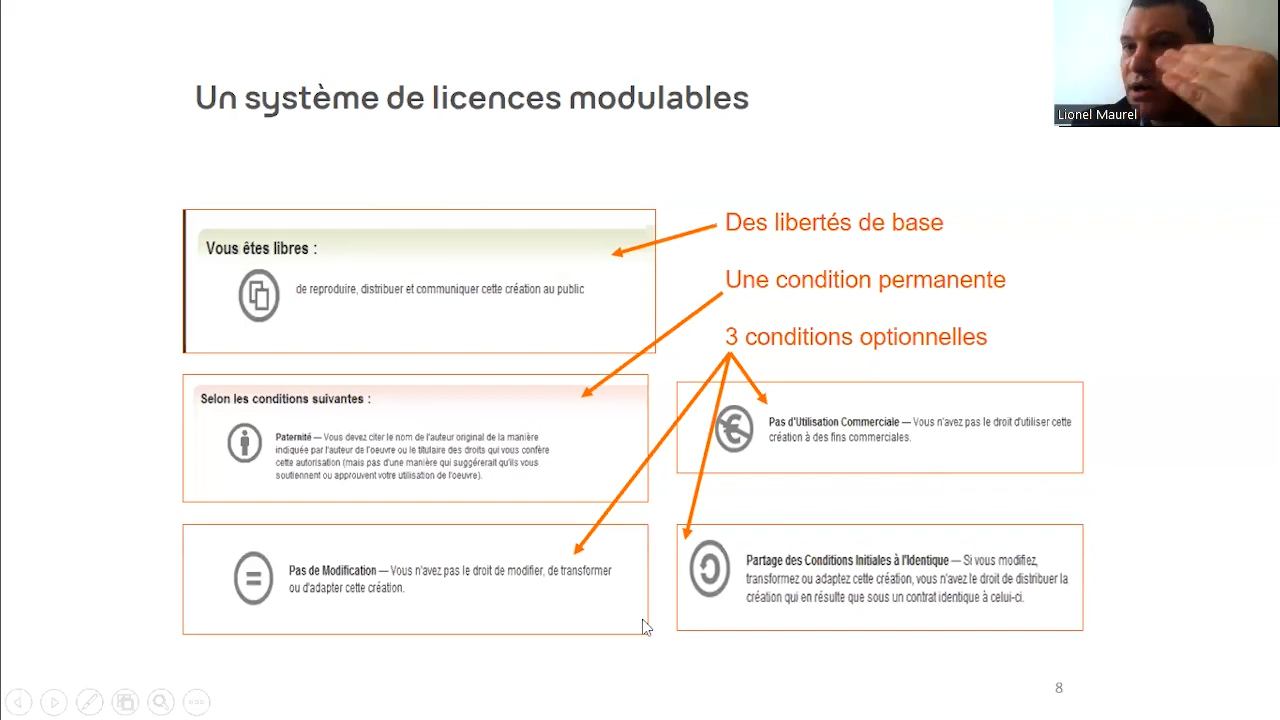 Un système de licences modulables
Lionel Maurel
Vous êtes libres :
de reproduire, distribuer et communiquer cette création au public
Des libertés de base
Une condition permanente
3 conditions optionnelles
Selon les conditions suivantes :
Paternité — Vous devez citer le nom de l'auteur original de la manière
indiquée par l'auteur de l'oeuvre ou le titulaire des droits qui vous confère
cette autorisation (mais pas d'une manière qui suggérerait qu'ils vous
soutiennent ou approuvent votre utilisation de l'oeuvre).
Pas d'Utilisation Commerciale — Vous n'avez pas le droit d'utiliser cette
création à des fins commerciales.
Pas de Modification — Vous n'avez pas le droit de modifier, de transformer
ou d'adapter cette création.
Partage des Conditions Initiales à l'Identique — Si vous modifiez,
transformez ou adaptez cette création, vous n'avez le droit de distribuer la
création qui en résulte que sous un contrat identique à celui-ci.
8